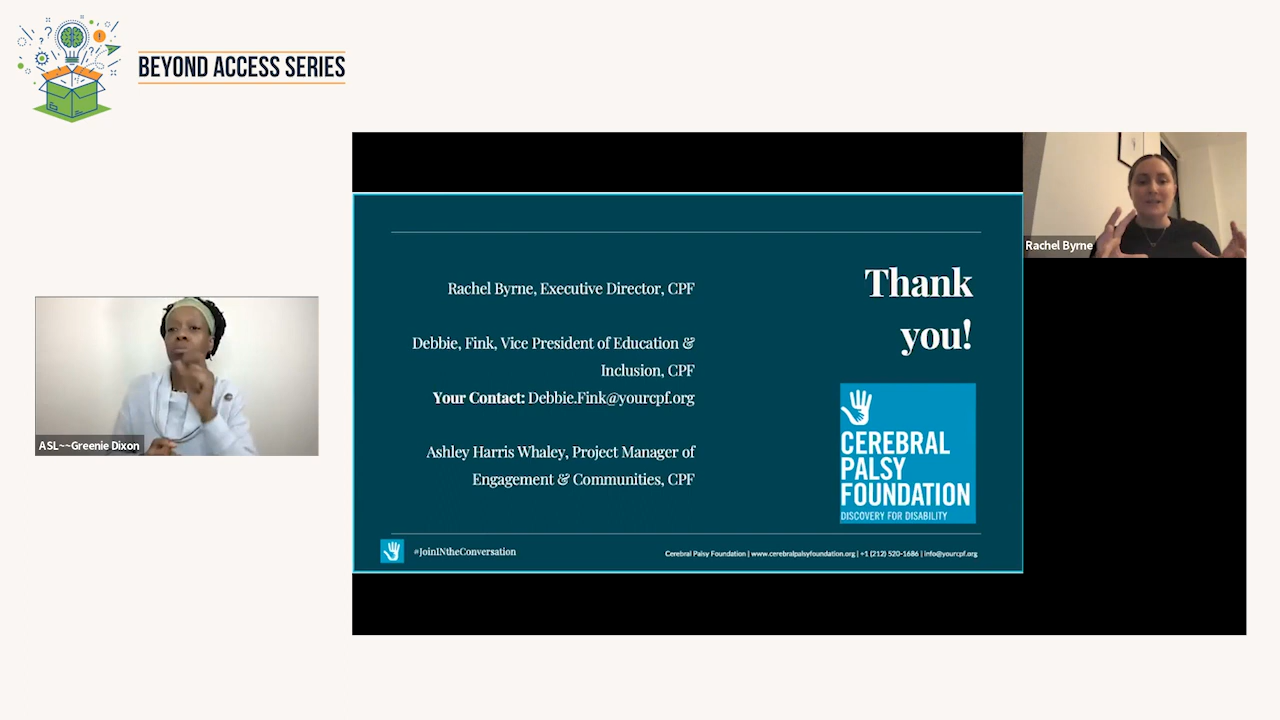 BEYOND ACCESS SERIES
Rachel Byrne
ASL~~Greenie Dixon
Rachel Byrne, Executive Director, CPF
Debbie, Fink, Vice President of Education &
Inclusion, CPF
Your Contact: Debbie.Fink@yourcpf.org
Ashley Harris Whaley, Project Manager of
Engagement & Communities, CPF
Thank
you!
CEREBRAL
PALSY
FOUNDATION
DISCOVERY FOR DISABILITY
#JoinINtheConversation
Cerebral Palsy Foundation | www.cerebralpalsyfoundation.org | +1 (212) 520-1686 | info@yourcpf.org